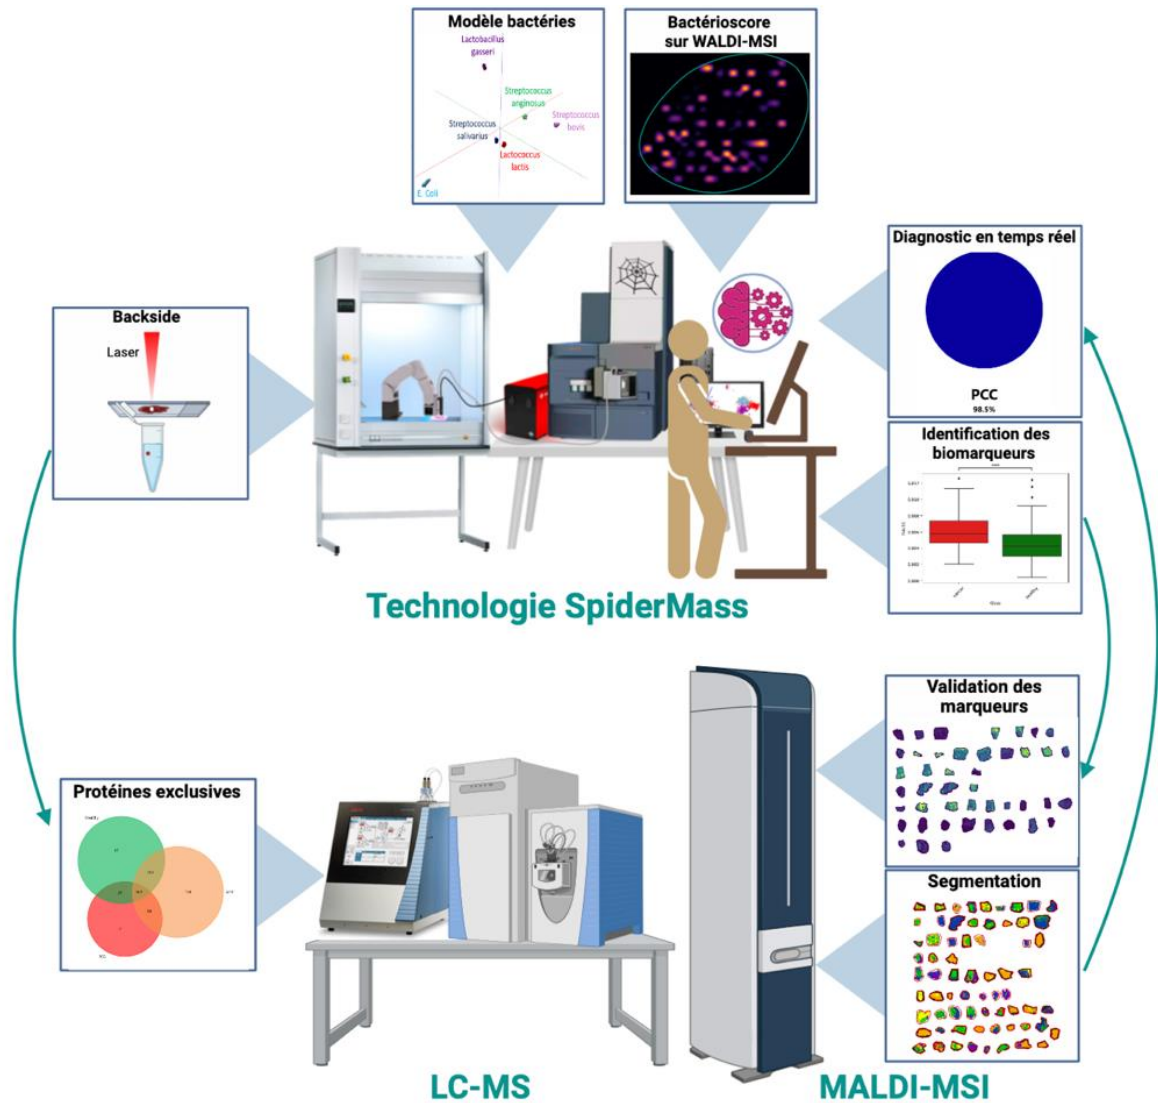 Modèle bactéries
Lactobacillus
gasseri
Streptococcus
anginosus
Streptococcus
bovis
Streptococcus
salivarius
Lactococcus
lactis
E. Coli
Bactérioscore
sur WALDI-MSI
Diagnostic en temps réel
PCC
98.5%
Backside
Laser
Identification des
biomarqueurs
Technologie SpiderMass
Validation des
marqueurs
Protéines exclusives
Segmentation
LC-MS
MALDI-MSI